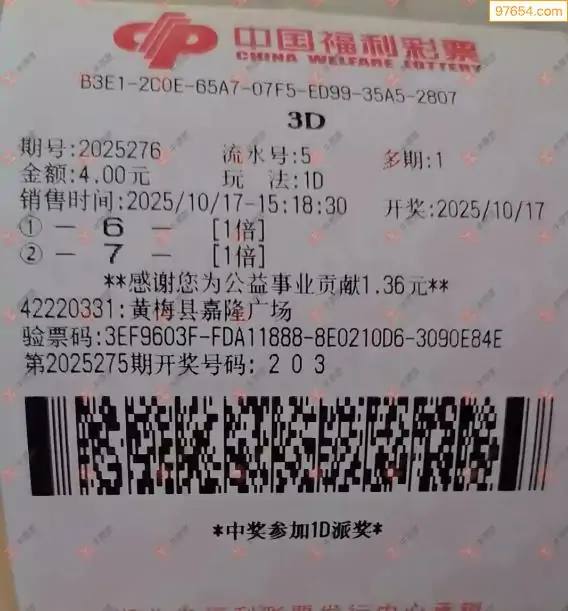 97654.com
中国福利彩票
CHINA WELFARE LOTTERY
B3E1-2C0E-65A7-07F5-ED99-35A5-2807
3D
期号:2025276 流水号:5 多期:1
金额:4.00元 玩 法:1D
销售时间:2025/10/17-15:18:30 开奖:2025/10/17
① - 6 - [1倍]
② - 7 - [1倍]
**感谢您为公益事业贡献1.36元**
42220331:黄梅县嘉隆广场
验票码:3EF9603F-FDA11888-8E0210D6-3090E84E
第2025275期开奖号码: 2 0 3
*中奖参加1D派奖*